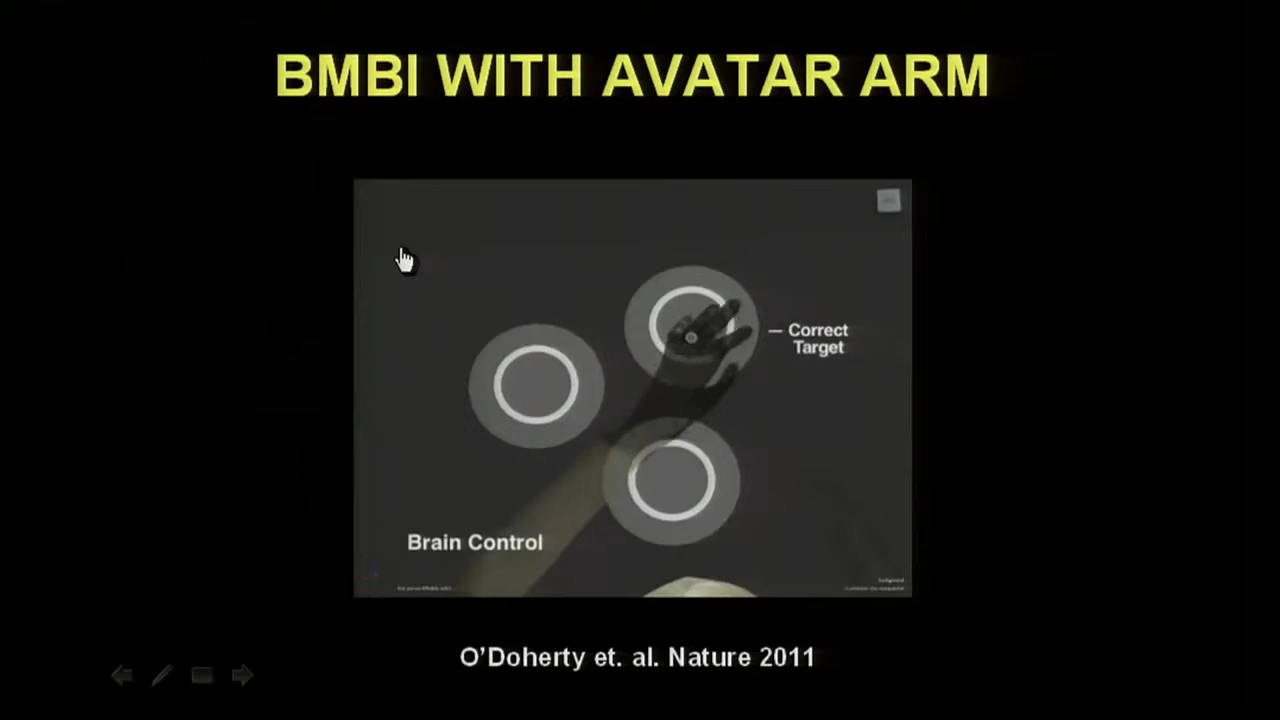 BMBI WITH AVATAR ARM
— Correct
Target
Brain Control
O'Doherty et. al. Nature 2011